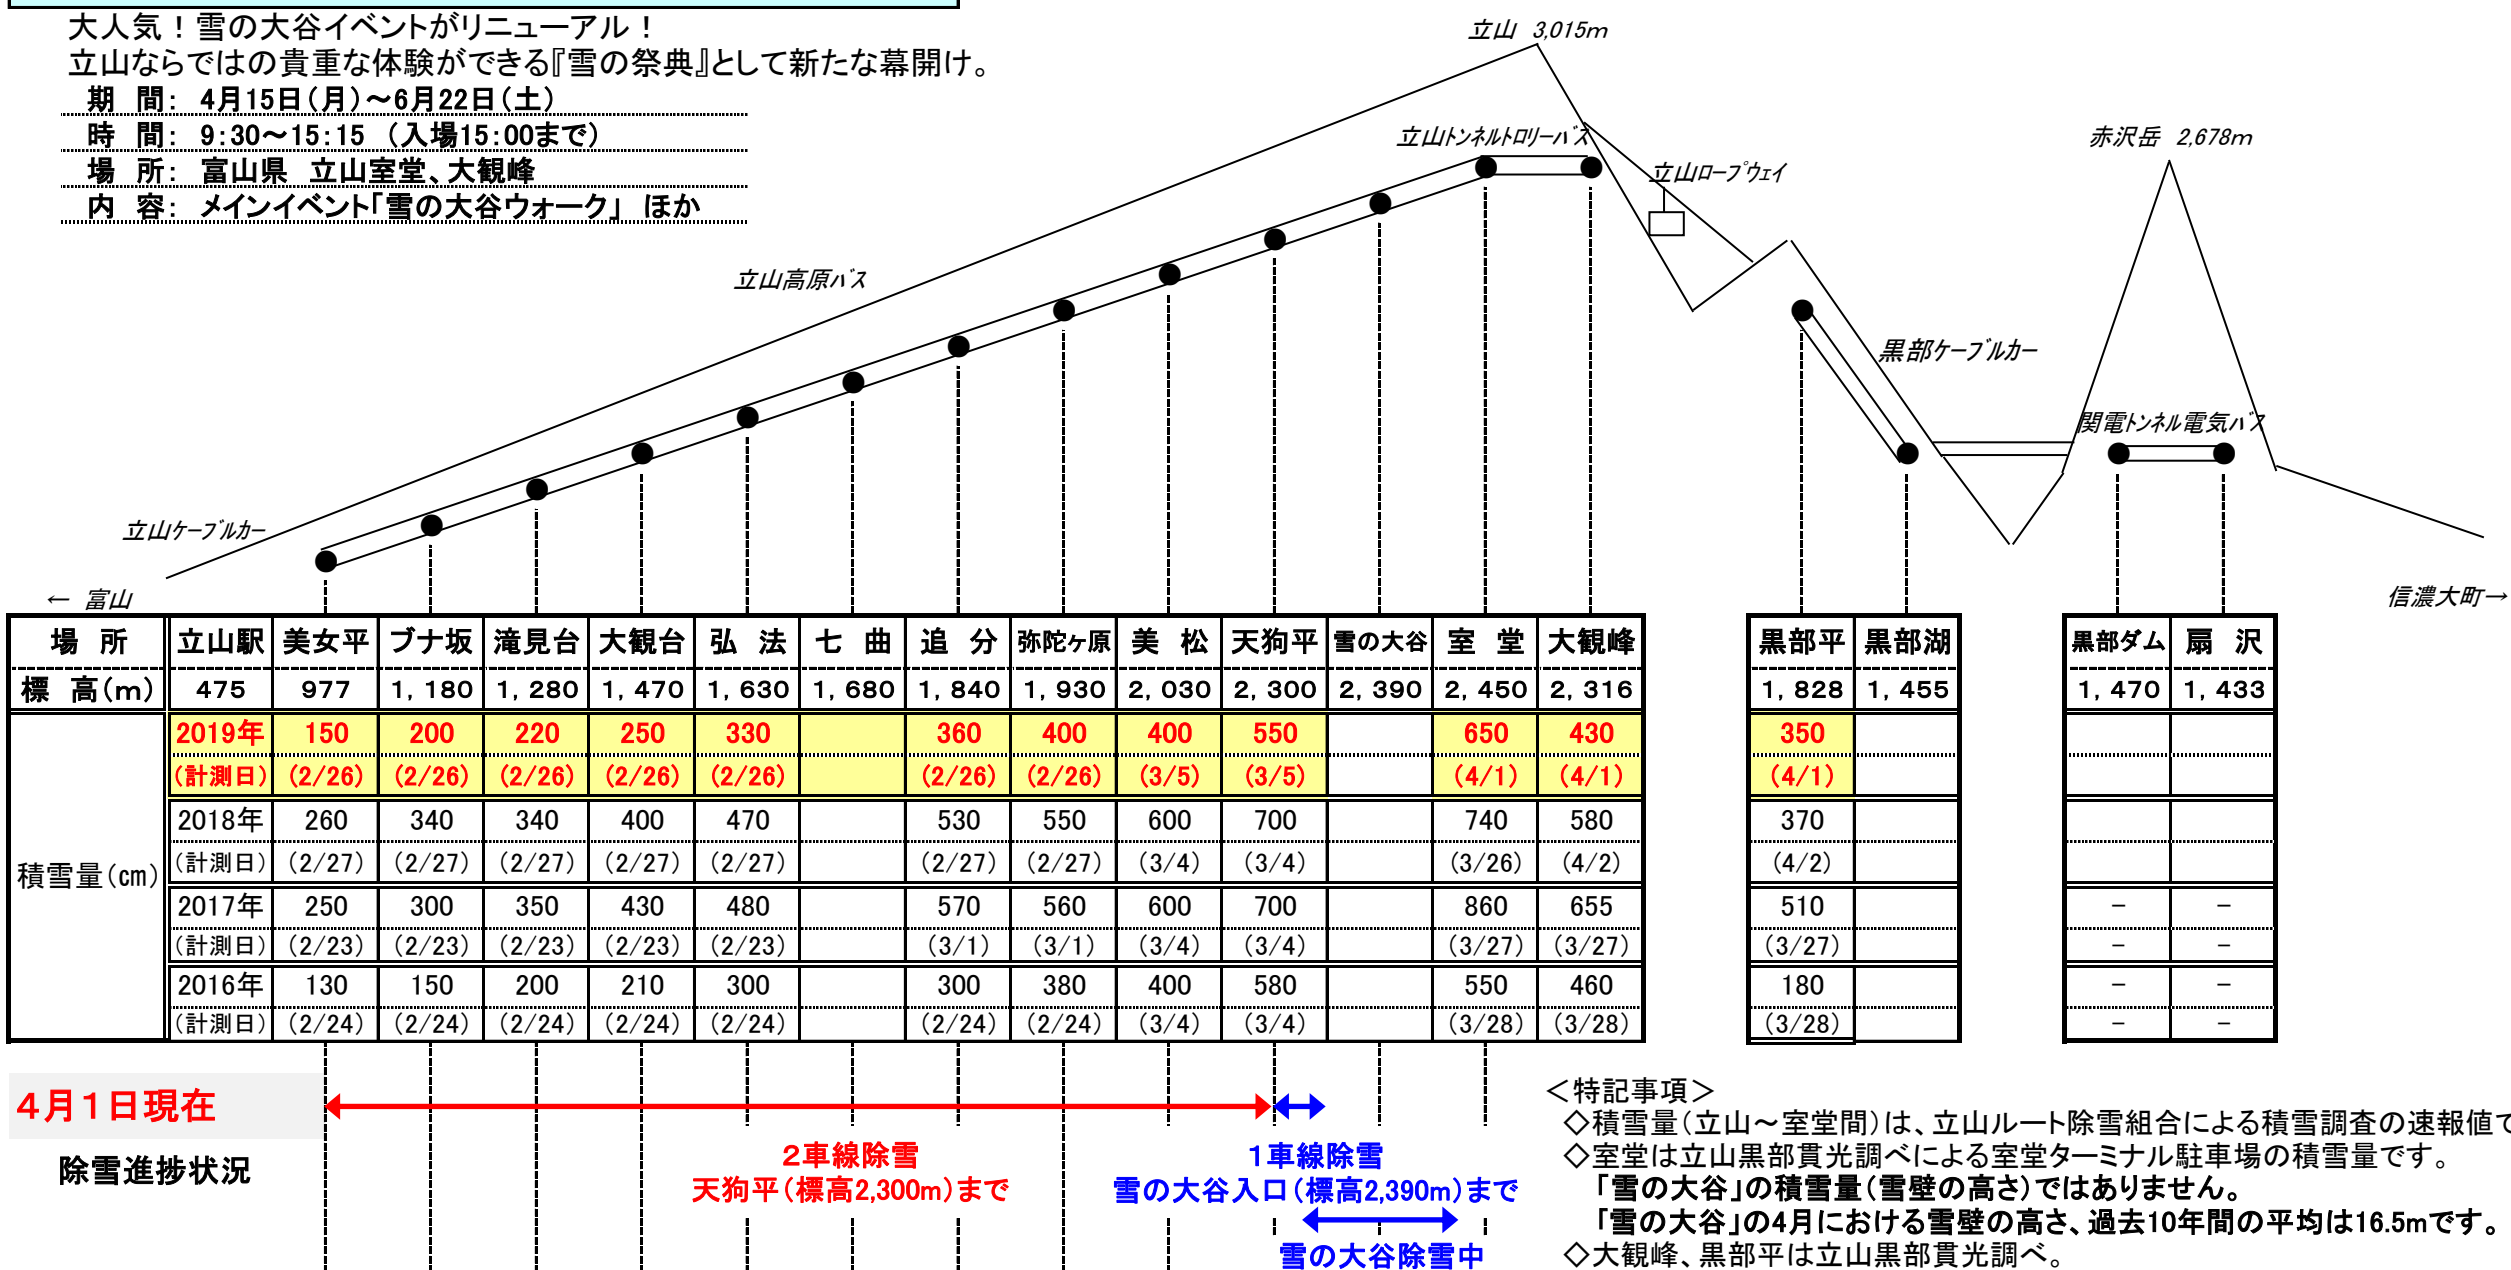 大人気！雪の大谷イベントがリニューアル！
立山ならではの貴重な体験ができる『雪の祭典』として新たな幕開け。
期　間：　4月15日（月）～6月22日（土）
時　間：　9：30～15：15　（入場15：00まで）
場　所：　富山県　立山室堂、大観峰
内　容：　メインイベント「雪の大谷ウォーク」　ほか
立山　3,015m
立山ﾄﾝﾈﾙﾄﾛﾘｰﾊﾞｽ
赤沢岳　2,678m
立山ﾛｰﾌﾟｳｪｲ
立山高原ﾊﾞｽ
黒部ｹｰﾌﾞﾙｶｰ
関電ﾄﾝﾈﾙ電気ﾊﾞｽ
立山ｹｰﾌﾞﾙｶｰ
← 富山
信濃大町→
場　所　立山駅　美女平　ブナ坂　滝見台　大観台　弘　法　七　曲　追　分　弥陀ヶ原　美　松　天狗平　雪の大谷　室　堂　大観峰　黒部平　黒部湖　黒部ダム　扇　沢
標　高（m）　475　977　1，180　1，280　1，470　1，630　1，680　1，840　1，930　2，030　2，300　2，390　2，450　2，316　1，828　1，455　1，470　1，433
2019年　150　200　220　250　330　360　400　400　550　650　430　350
（計測日）（2/26）（2/26）（2/26）（2/26）（2/26）（2/26）（2/26）（3/5）（3/5）（4/1）（4/1）（4/1）
2018年　260　340　340　400　470　530　550　600　700　740　580　370
（計測日）（2/27）（2/27）（2/27）（2/27）（2/27）（2/27）（2/27）（3/4）（3/4）（3/26）（4/2）（4/2）
積雪量（㎝）
2017年　250　300　350　430　480　570　560　600　700　860　655　510　－　－
（計測日）（2/23）（2/23）（2/23）（2/23）（2/23）（3/1）（3/1）（3/4）（3/4）（3/27）（3/27）（3/27）　－　－
2016年　130　150　200　210　300　300　380　400　580　550　460　180　－　－
（計測日）（2/24）（2/24）（2/24）（2/24）（2/24）（2/24）（2/24）（3/4）（3/4）（3/28）（3/28）（3/28）　－　－
４月１日現在
除雪進捗状況
２車線除雪
天狗平（標高2,300m）まで
１車線除雪
雪の大谷入口（標高2,390m）まで
雪の大谷除雪中
＜特記事項＞
◇積雪量（立山～室堂間）は、立山ルート除雪組合による積雪調査の速報値で
◇室堂は立山黒部貫光調べによる室堂ターミナル駐車場の積雪量です。
「雪の大谷」の積雪量（雪壁の高さ）ではありません。
「雪の大谷」の4月における雪壁の高さ、過去10年間の平均は16.5mです。
◇大観峰、黒部平は立山黒部貫光調べ。